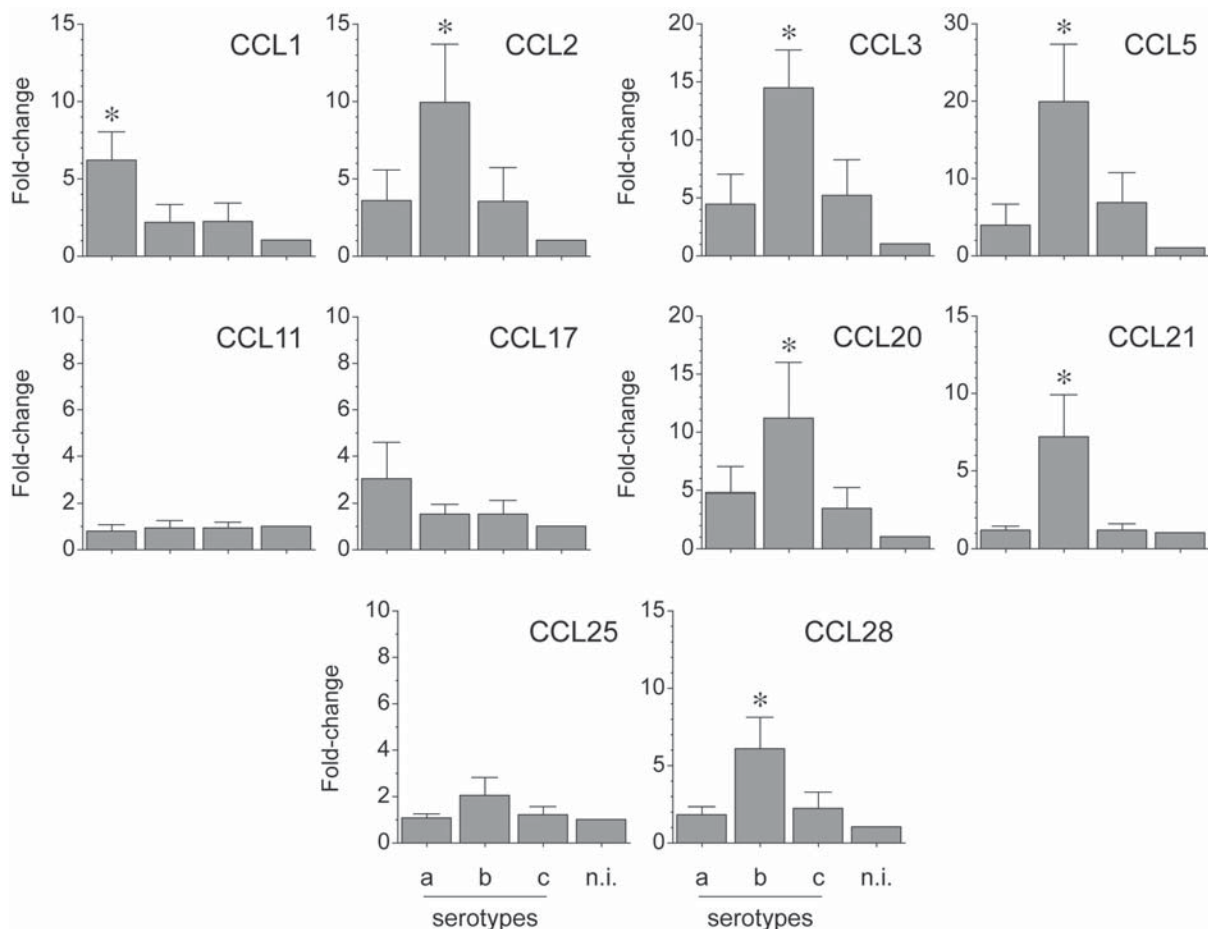 CCL1
*
Fold-change
15
10
5
0
CCL2
*
15
10
5
0
CCL3
*
Fold-change
20
15
10
5
0
CCL5
*
30
20
10
0
CCL11
Fold-change
10
8
6
4
2
0
CCL17
10
8
6
4
2
0
CCL20
*
Fold-change
20
15
10
5
0
CCL21
*
15
10
5
0
CCL25
Fold-change
10
8
6
4
2
0
a b c n.i.
serotypes
CCL28
*
15
10
5
0
a b c n.i.
serotypes